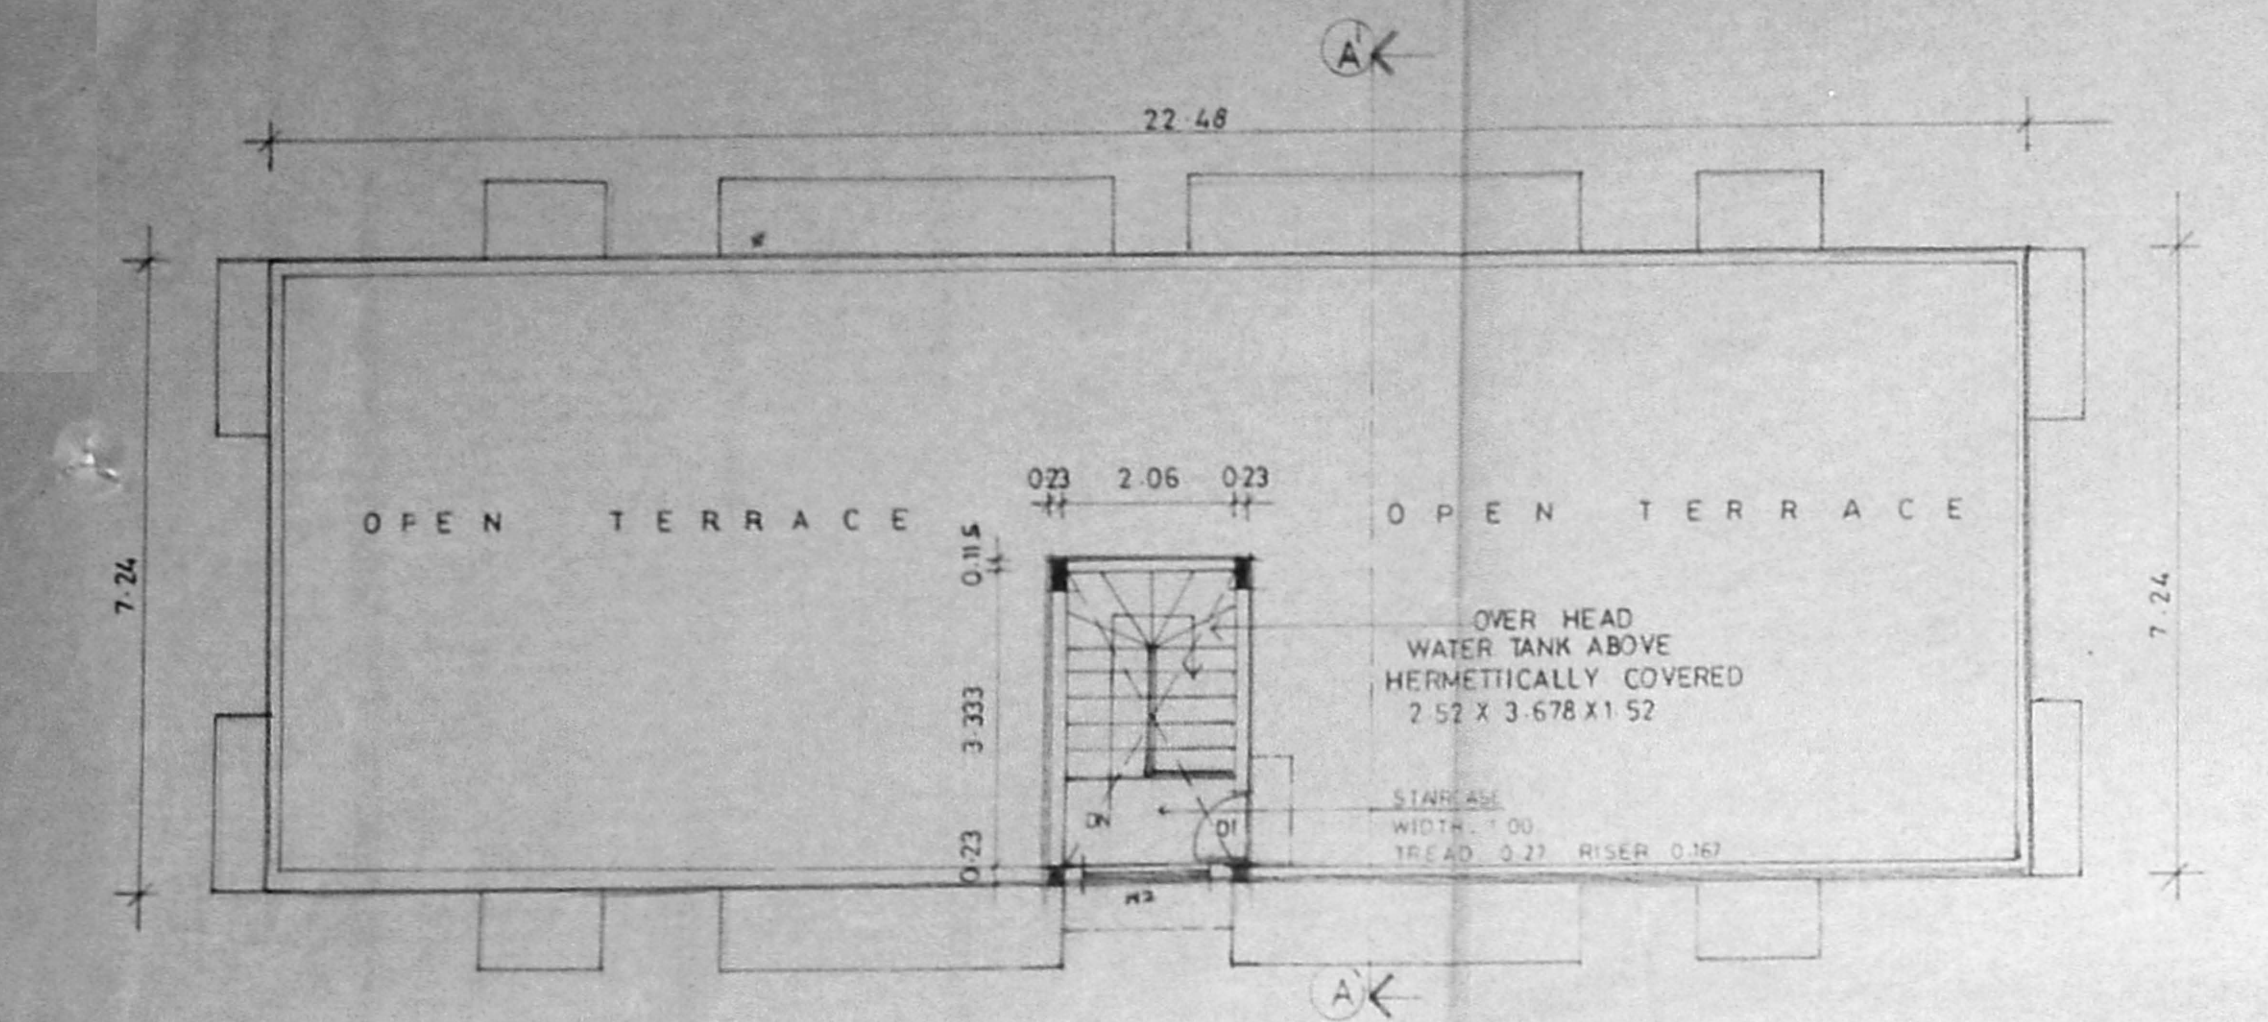 A'
22.48
0.23 2.06 0.23
OPEN TERRACE
OPEN TERRACE
0.115
7.24
7.24
OVER HEAD
WATER TANK ABOVE
HERMETTICALLY COVERED
2.52 X 3.678 X 1.52
3.333
STAIRCASE
WIDTH. 1.00
TREAD 0.27 RISER 0.167
DN
D1
0.23
A'